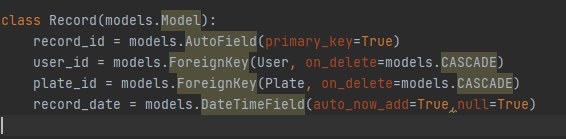 class Record(models.Model):
    record_id = models.AutoField(primary_key=True)
    user_id = models.ForeignKey(User, on_delete=models.CASCADE)
    plate_id = models.ForeignKey(Plate, on_delete=models.CASCADE)
    record_date = models.DateTimeField(auto_now_add=True,null=True)